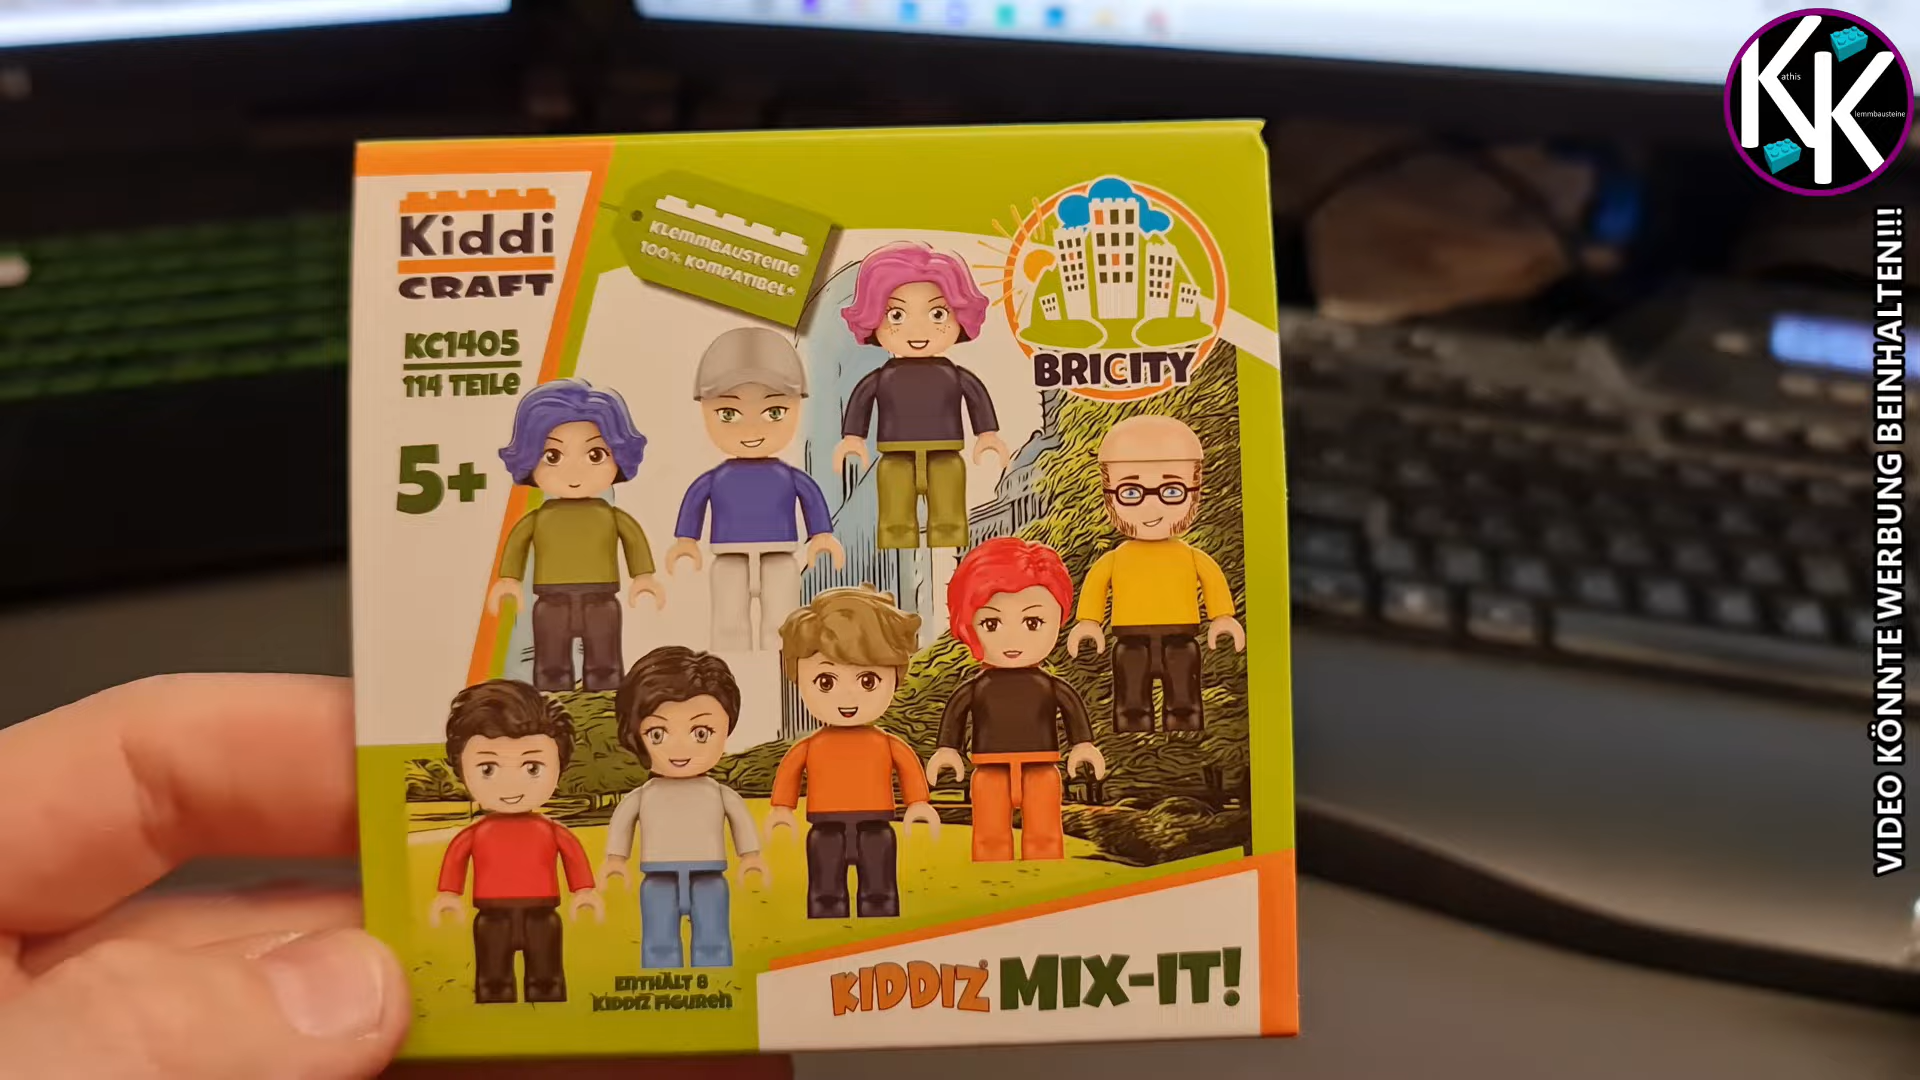 Kiddi
CRAFT
KC1405
114 TEILE
5+
KLEMMBAUSTEINE
100% KOMPATIBEL*
BRICITY
ENTHÄLT 8
KIDDIZ FIGUREN
KIDDIZ® MIX-IT!
K athis
K lemmbausteine
VIDEO KÖNNTE WERBUNG BEINHALTEN!!!